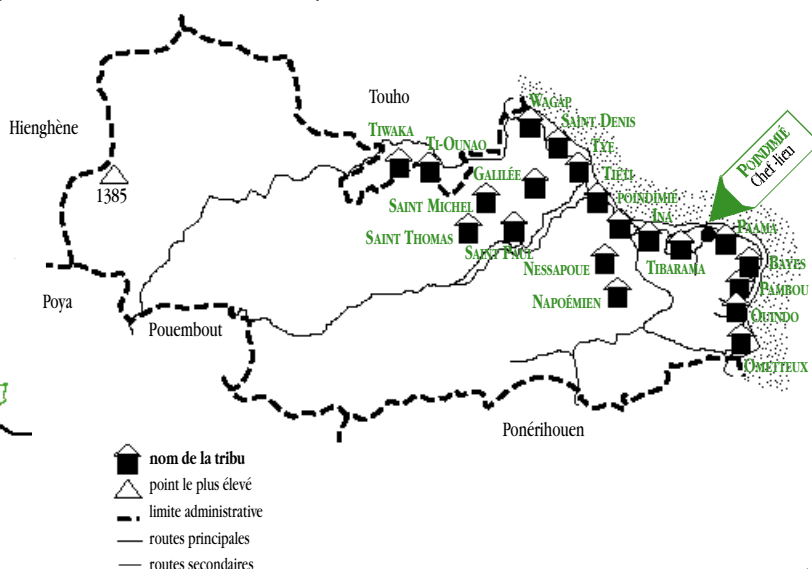 Touho
WAGAP
SAINT DENIS
Hienghène
TIWAKA
TI-OUNAO
TYÉ
POINDIMIÉ
Chef -lieu
GALILÉE
TIÉTI
1385
SAINT MICHEL
POINDIMIÉ
INA
PAAMA
SAINT THOMAS
SAINT PAUL
NESSAPOUE
TIBARAMA
BAYES
PAMBOU
Poya
NAPOÉMIEN
OUINDO
Pouembout
OMETTEUX
Ponérihouen
nom de la tribu
point le plus élevé
limite administrative
routes principales
routes secondaires